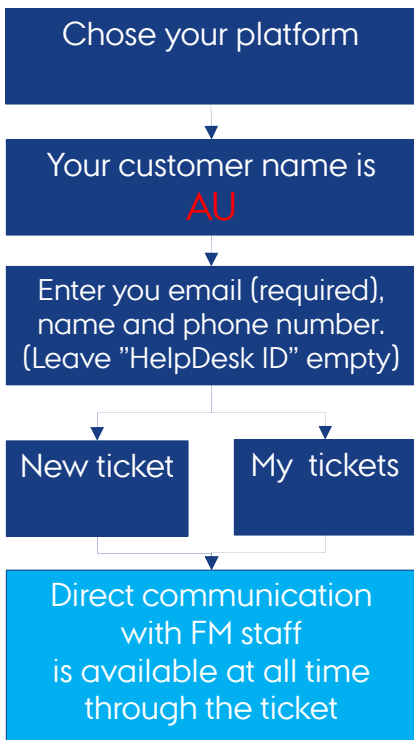 Chose your platform
Your customer name is
AU
Enter you email (required),
name and phone number.
(Leave ”HelpDesk ID” empty)
New ticket
My tickets
Direct communication
with FM staff
is available at all time
through the ticket